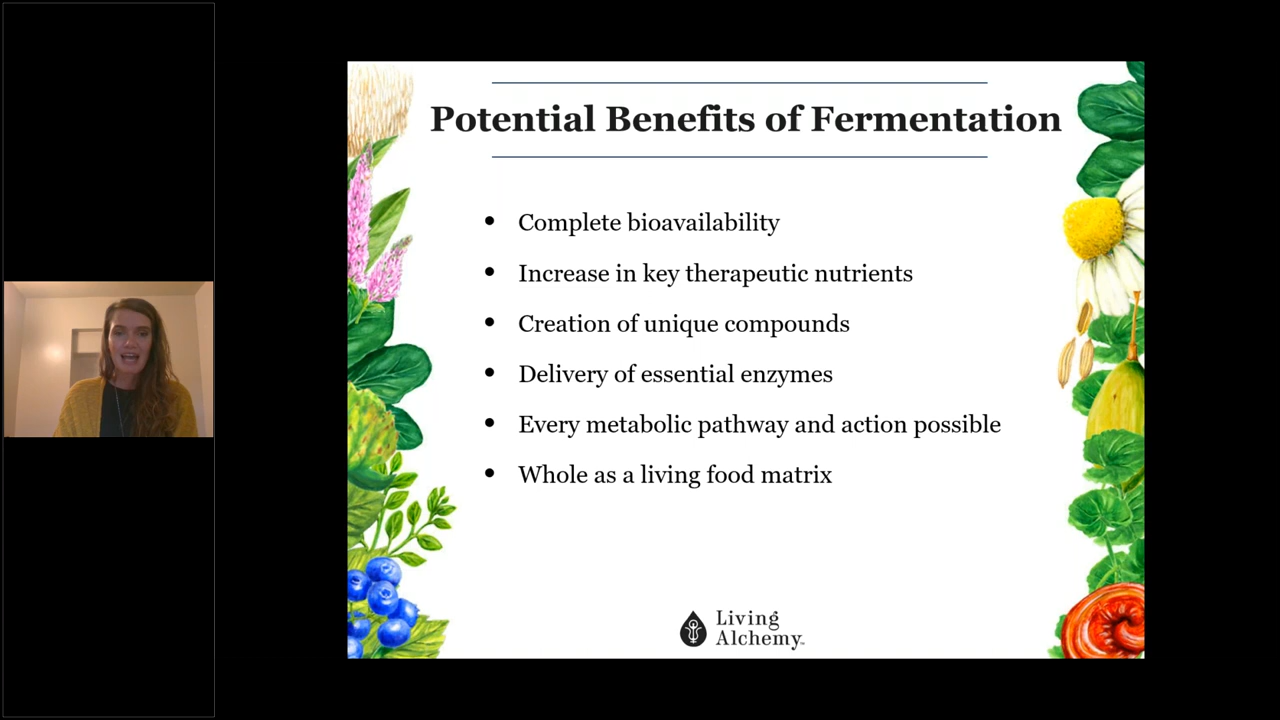 Potential Benefits of Fermentation
• Complete bioavailability
• Increase in key therapeutic nutrients
• Creation of unique compounds
• Delivery of essential enzymes
• Every metabolic pathway and action possible
• Whole as a living food matrix
Living
Alchemy™